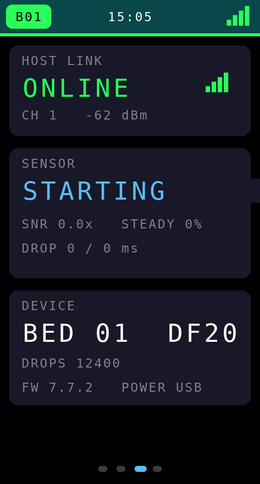 B01 15:05
HOST LINK
ONLINE
CH 1 -62 dBm
SENSOR
STARTING
SNR 0.0x STEADY 0%
DROP 0 / 0 ms
DEVICE
BED 01 DF20
DROPS 12400
FW 7.7.2 POWER USB